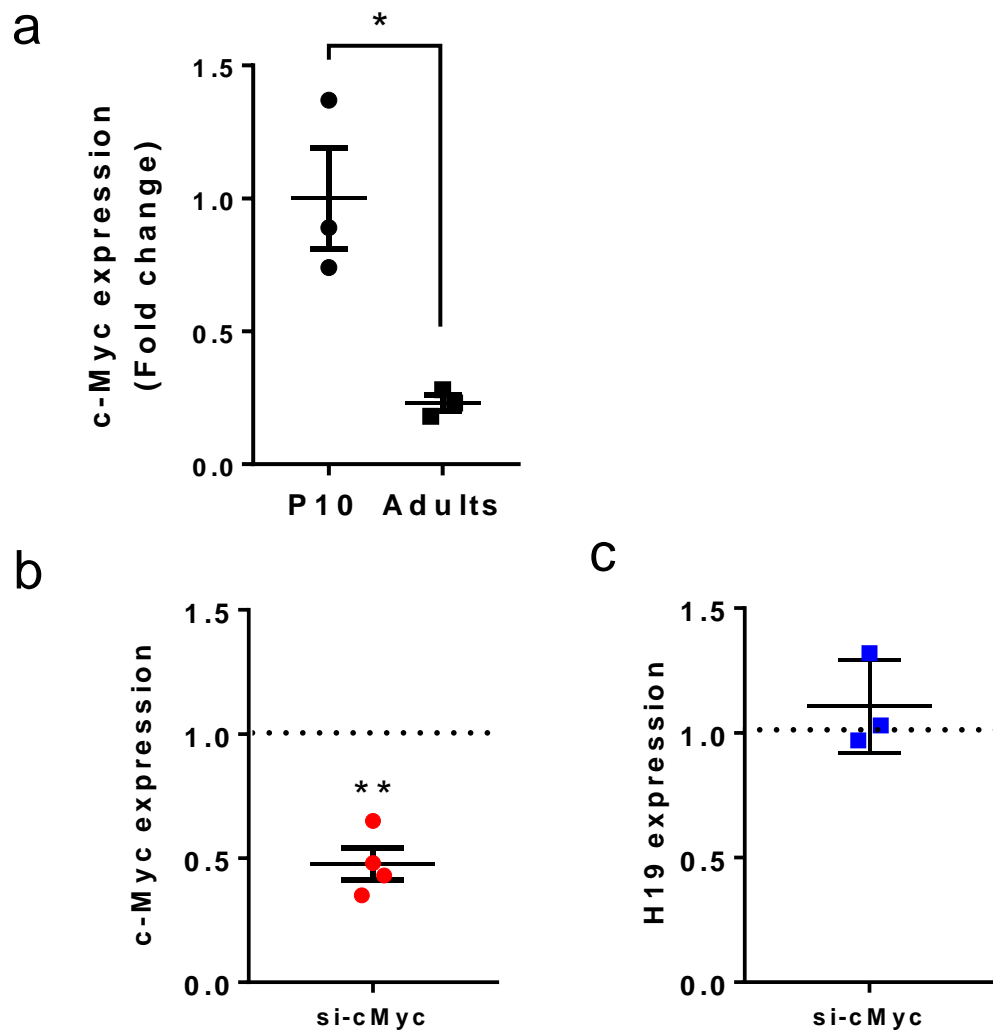 a
*
c-Myc expression
(Fold change)
1.5
1.0
0.5
0.0
P10 Adults
b
c-Myc expression
1.5
1.0
0.5
0.0
**
si-cMyc
c
H19 expression
1.5
1.0
0.5
0.0
si-cMyc